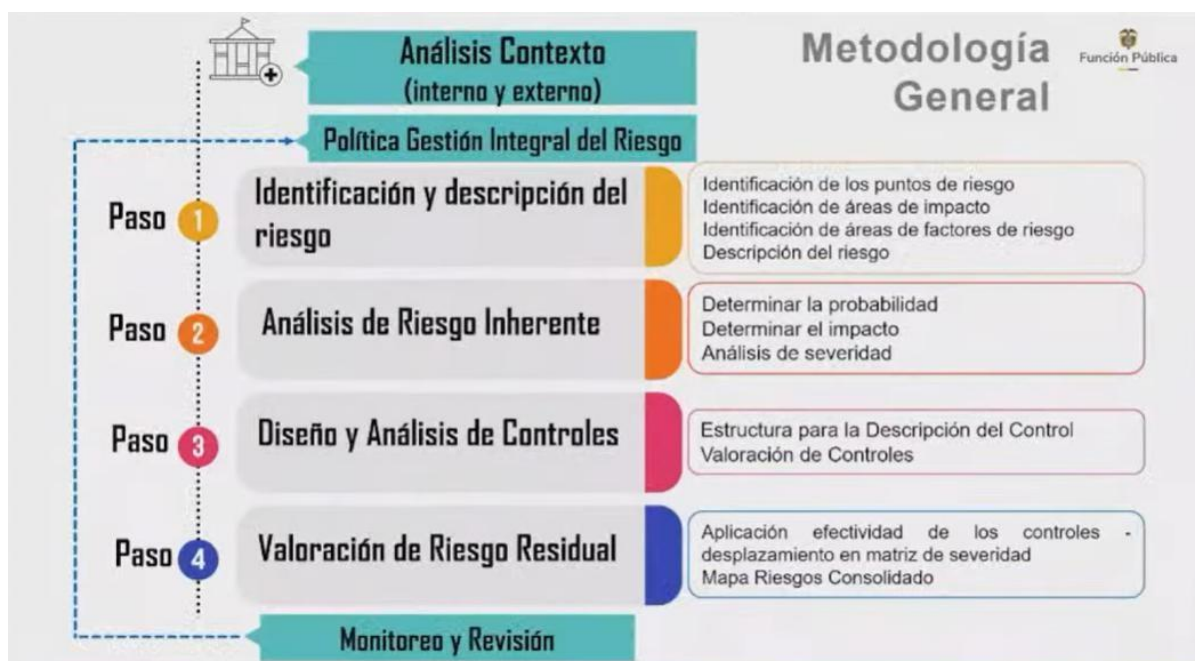 Análisis Contexto
(interno y externo)
Metodología
General
Función Pública
Política Gestión Integral del Riesgo
Paso 1
Identificación y descripción del
riesgo
Identificación de los puntos de riesgo
Identificación de áreas de impacto
Identificación de áreas de factores de riesgo
Descripción del riesgo
Paso 2
Análisis de Riesgo Inherente
Determinar la probabilidad
Determinar el impacto
Análisis de severidad
Paso 3
Diseño y Análisis de Controles
Estructura para la Descripción del Control
Valoración de Controles
Paso 4
Valoración de Riesgo Residual
Aplicación efectividad de los controles -
desplazamiento en matriz de severidad
Mapa Riesgos Consolidado
Monitoreo y Revisión